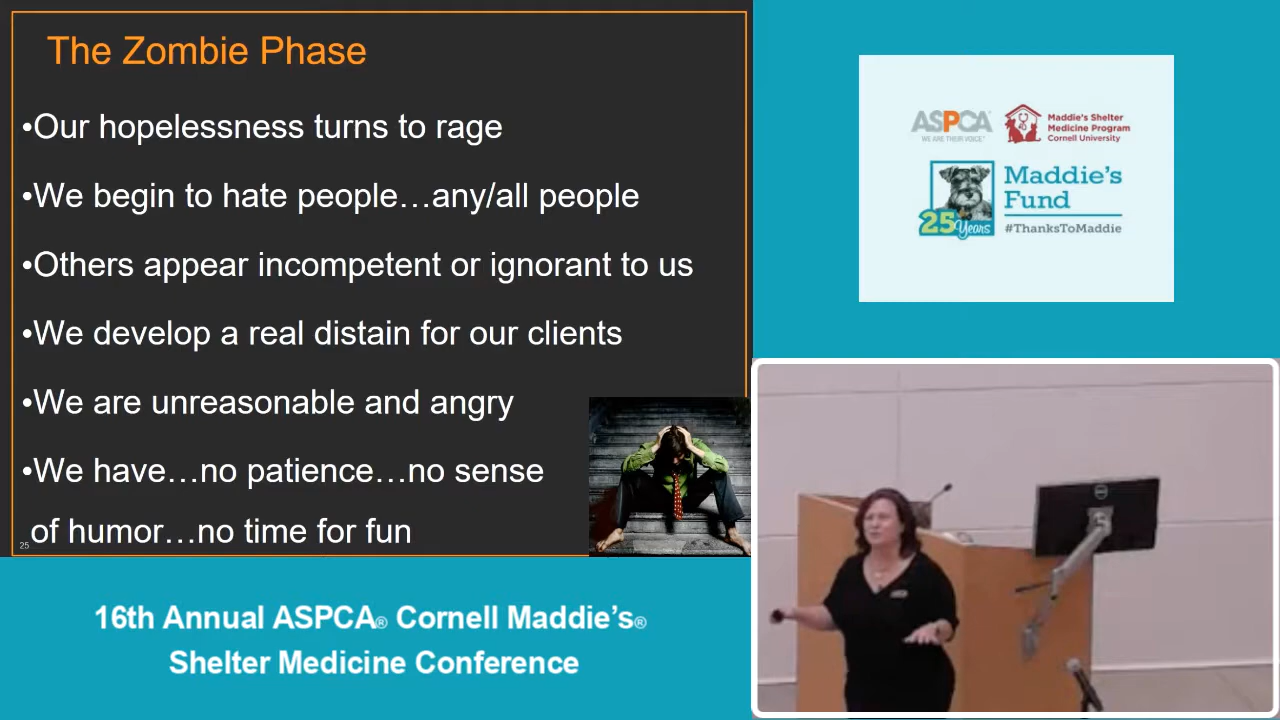 The Zombie Phase
•Our hopelessness turns to rage
•We begin to hate people…any/all people
•Others appear incompetent or ignorant to us
•We develop a real distain for our clients
•We are unreasonable and angry
•We have…no patience…no sense
of humor…no time for fun
25
ASPCA®
WE ARE THEIR VOICE®
Maddie's Shelter
Medicine Program
Cornell University
25 Years
Maddie's
Fund
#ThanksToMaddie
16th Annual ASPCA® Cornell Maddie's®
Shelter Medicine Conference